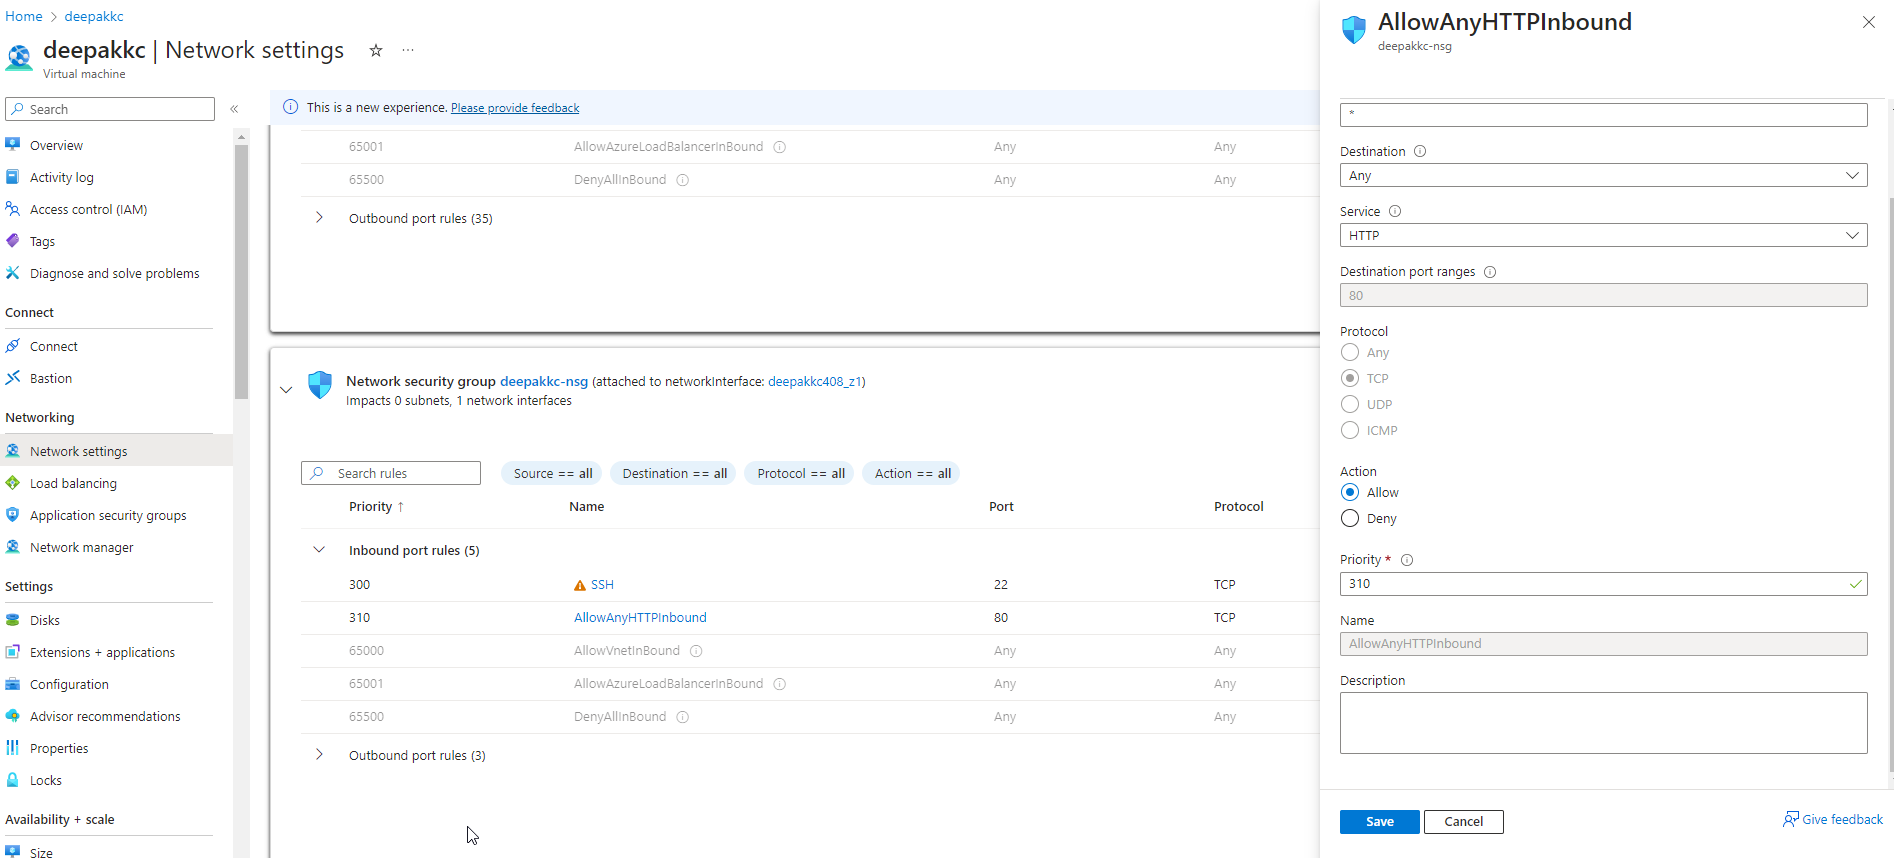 Home > deepakkc
deepakkc | Network settings
Virtual machine
Search
Overview
Activity log
Access control (IAM)
Tags
Diagnose and solve problems
Connect
Connect
Bastion
Networking
Network settings
Load balancing
Application security groups
Network manager
Settings
Disks
Extensions + applications
Configuration
Advisor recommendations
Properties
Locks
Availability + scale
Size
This is a new experience. Please provide feedback
65001 AllowAzureLoadBalancerInBound Any Any
65500 DenyAllInBound Any Any
Outbound port rules (35)
Network security group deepakkc-nsg (attached to networkInterface: deepakkc408_z1)
Impacts 0 subnets, 1 network interfaces
Search rules
Source == all Destination == all Protocol == all Action == all
Priority ↑ Name Port Protocol
Inbound port rules (5)
300 SSH 22 TCP
310 AllowAnyHTTPInbound 80 TCP
65000 AllowVnetInBound Any Any
65001 AllowAzureLoadBalancerInBound Any Any
65500 DenyAllInBound Any Any
Outbound port rules (3)
AllowAnyHTTPInbound
deepakkc-nsg
*
Destination
Any
Service
HTTP
Destination port ranges
80
Protocol
Any
TCP
UDP
ICMP
Action
Allow
Deny
Priority *
310
Name
AllowAnyHTTPInbound
Description
Save Cancel
Give feedback